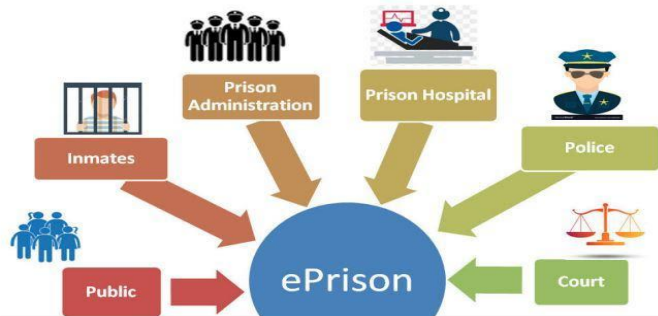 Prison
Administration
Prison Hospital
Inmates
Police
Public
ePrison
Court